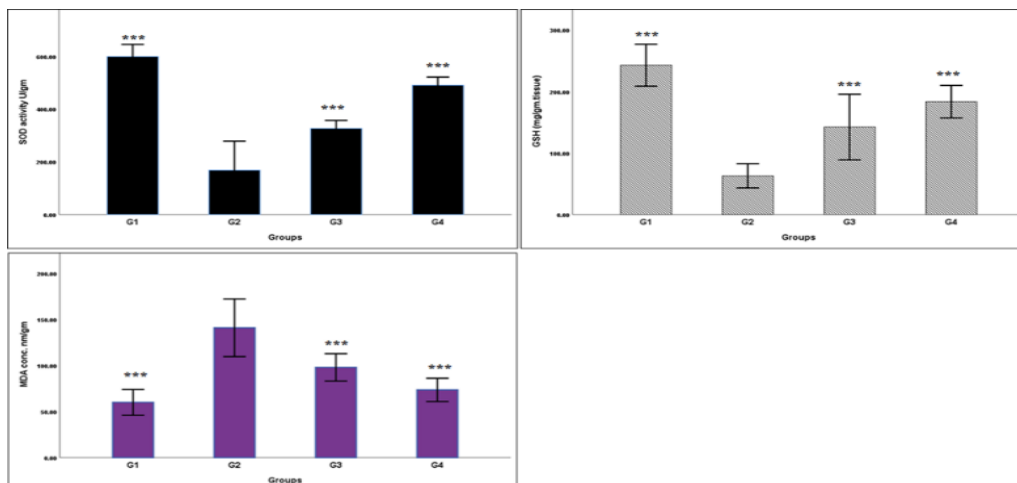 SOD activity U/gm
600.00
400.00
200.00
0.00
***
***
***
G1
G2
G3
G4
Groups
GSH (mg/gm.tissue)
300.00
200.00
100.00
0.00
***
***
***
G1
G2
G3
G4
Groups
MDA conc. nm/gm
200.00
150.00
100.00
50.00
0.00
***
***
***
G1
G2
G3
G4
Groups